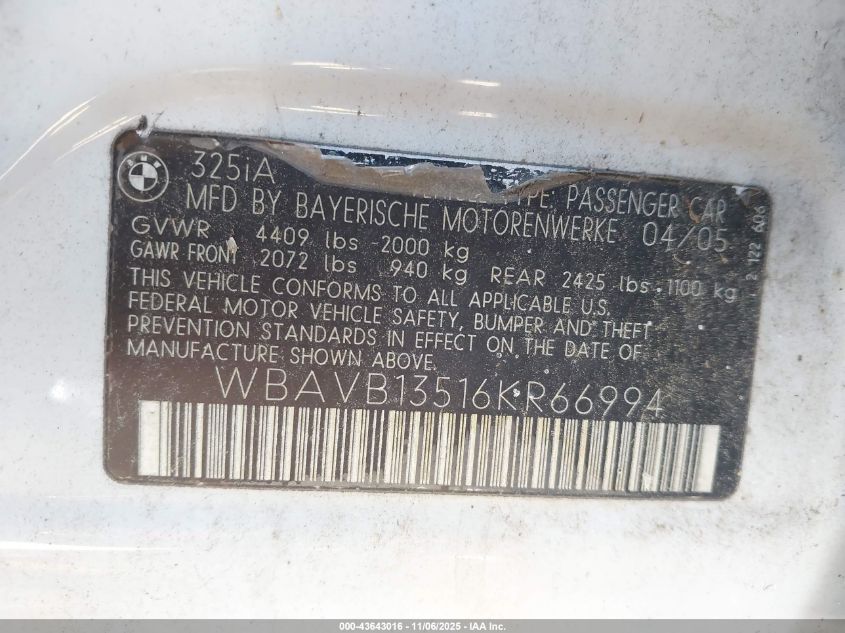 BMW
325iA
TYPE: PASSENGER CAR
MFD BY BAYERISCHE MOTORENWERKE 04/05
GVWR 4409 lbs 2000 kg
GAWR FRONT 2072 lbs 940 kg REAR 2425 lbs 1100 kg
THIS VEHICLE CONFORMS TO ALL APPLICABLE U.S.
FEDERAL MOTOR VEHICLE SAFETY, BUMPER AND THEFT
PREVENTION STANDARDS IN EFFECT ON THE DATE OF
MANUFACTURE SHOWN ABOVE.
WBAVB13516KR66994
000-43643016 - 11/06/2025 - IAA Inc.